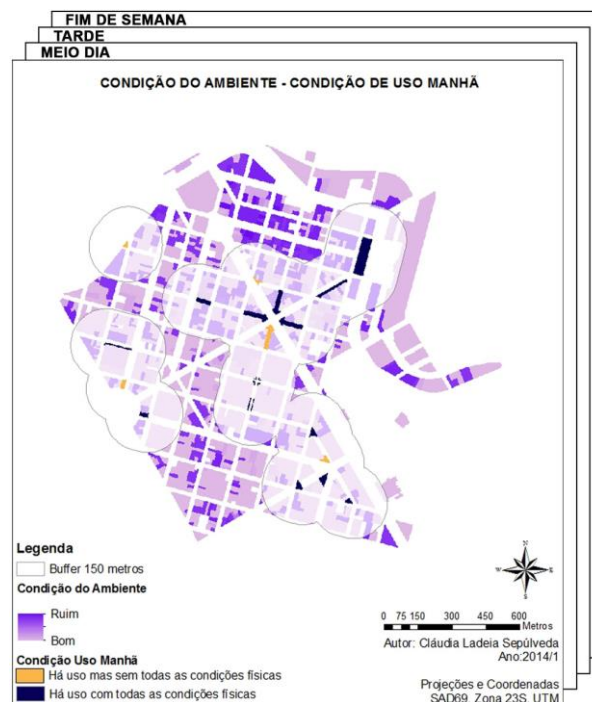 FIM DE SEMANA
TARDE
MEIO DIA
CONDIÇÃO DO AMBIENTE - CONDIÇÃO DE USO MANHÃ
Legenda
Buffer 150 metros
Condição do Ambiente
Ruim
Bom
Condição Uso Manhã
Há uso mas sem todas as condições físicas
Há uso com todas as condições físicas
N
W E
S
0 75 150 300 450 600
Metros
Autor: Cláudia Ladeia Sepúlveda
Ano:2014/1
Projeções e Coordenadas
SAD69, Zona 23S, UTM